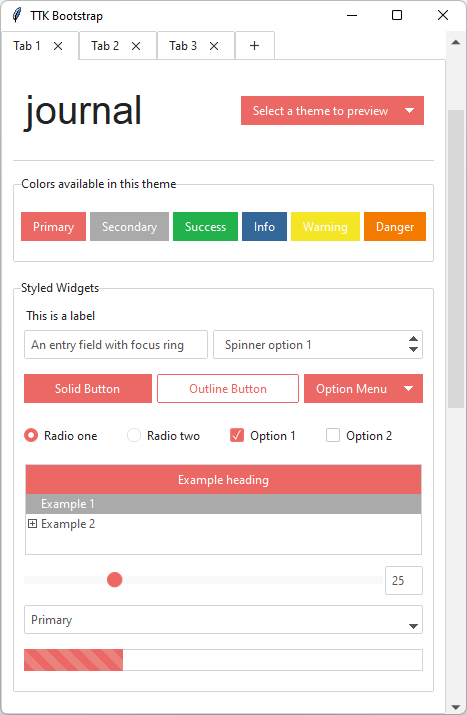 TTK Bootstrap
Tab 1 Tab 2 Tab 3 +
journal Select a theme to preview
Colors available in this theme
Primary Secondary Success Info Warning Danger
Styled Widgets
This is a label
An entry field with focus ring Spinner option 1
Solid Button Outline Button Option Menu
Radio one Radio two Option 1 Option 2
Example heading
Example 1
Example 2
25
Primary